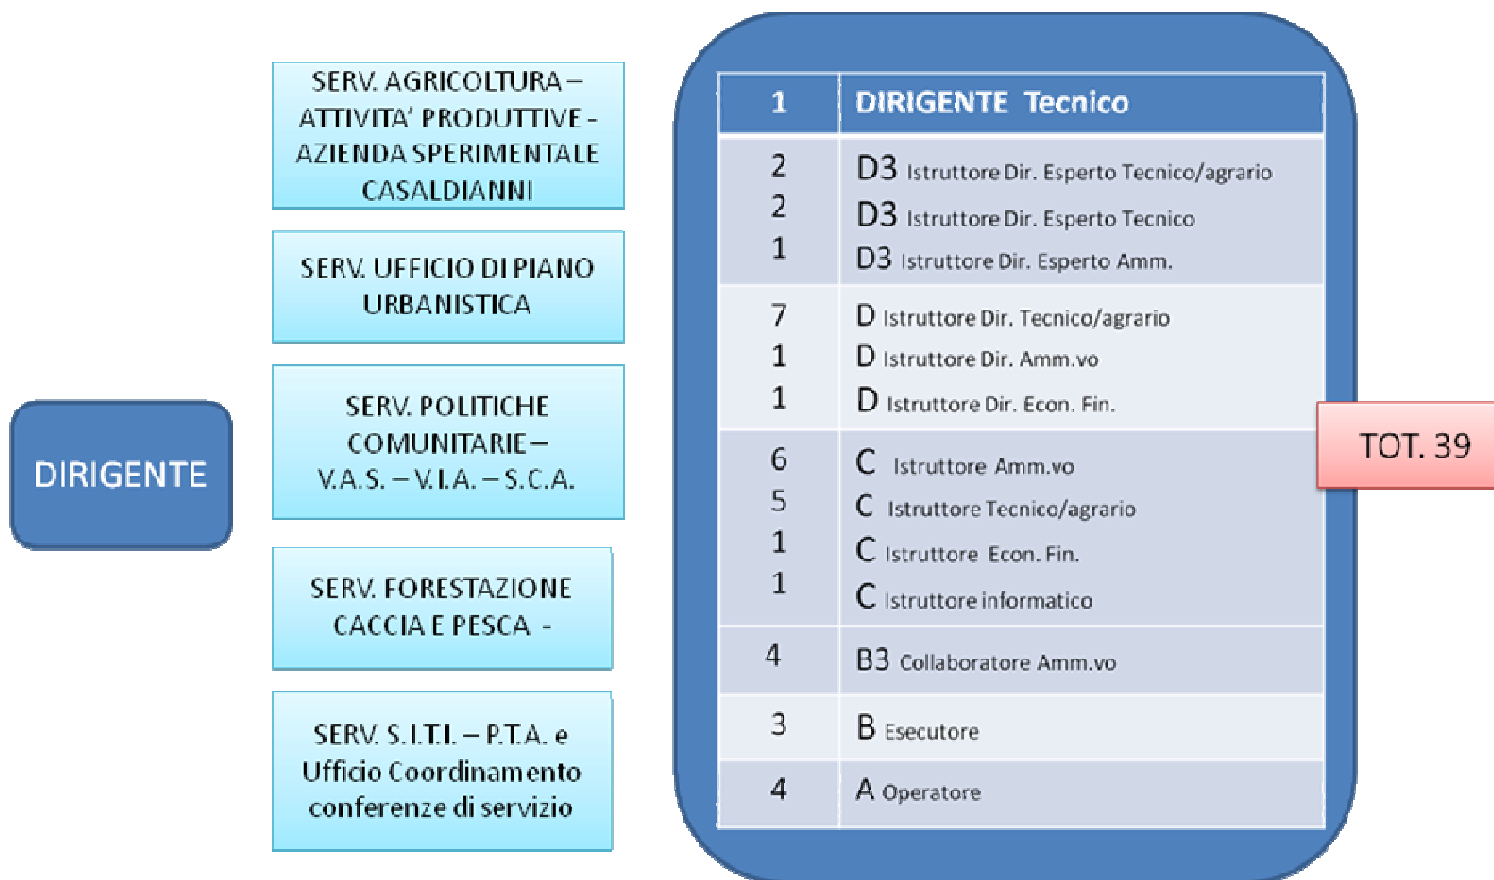 DIRIGENTE
SERV. AGRICOLTURA –
ATTIVITA' PRODUTTIVE -
AZIENDA SPERIMENTALE
CASALDIANNI
SERV. UFFICIO DI PIANO
URBANISTICA
SERV. POLITICHE
COMUNITARIE –
V.A.S. – V.I.A. – S.C.A.
SERV. FORESTAZIONE
CACCIA E PESCA -
SERV. S.I.T.I. – P.T.A. e
Ufficio Coordinamento
conferenze di servizio
1 DIRIGENTE Tecnico
2 D3 Istruttore Dir. Esperto Tecnico/agrario
2 D3 Istruttore Dir. Esperto Tecnico
1 D3 Istruttore Dir. Esperto Amm.
7 D Istruttore Dir. Tecnico/agrario
1 D Istruttore Dir. Amm.vo
1 D Istruttore Dir. Econ. Fin.
6 C Istruttore Amm.vo
5 C Istruttore Tecnico/agrario
1 C Istruttore Econ. Fin.
1 C Istruttore informatico
4 B3 Collaboratore Amm.vo
3 B Esecutore
4 A Operatore
TOT. 39